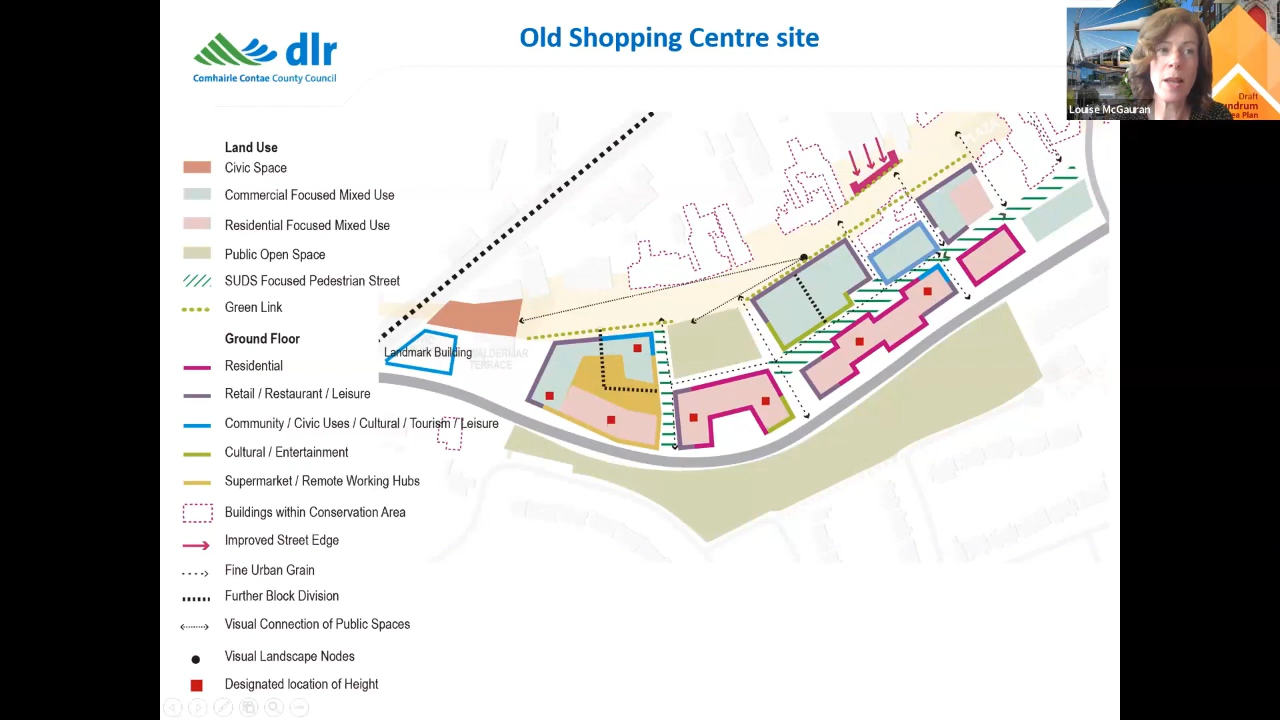 Old Shopping Centre site
dlr
Comhairle Contae County Council
Louise McGauran
Draft
ndrum
ea Plan
Land Use
Civic Space
Commercial Focused Mixed Use
Residential Focused Mixed Use
Public Open Space
SUDS Focused Pedestrian Street
Green Link
Ground Floor
Residential
Retail / Restaurant / Leisure
Community / Civic Uses / Cultural / Tourism / Leisure
Cultural / Entertainment
Supermarket / Remote Working Hubs
Buildings within Conservation Area
Improved Street Edge
Fine Urban Grain
Further Block Division
Visual Connection of Public Spaces
Visual Landscape Nodes
Designated location of Height
Landmark Building
WALDERMAR
TERRACE